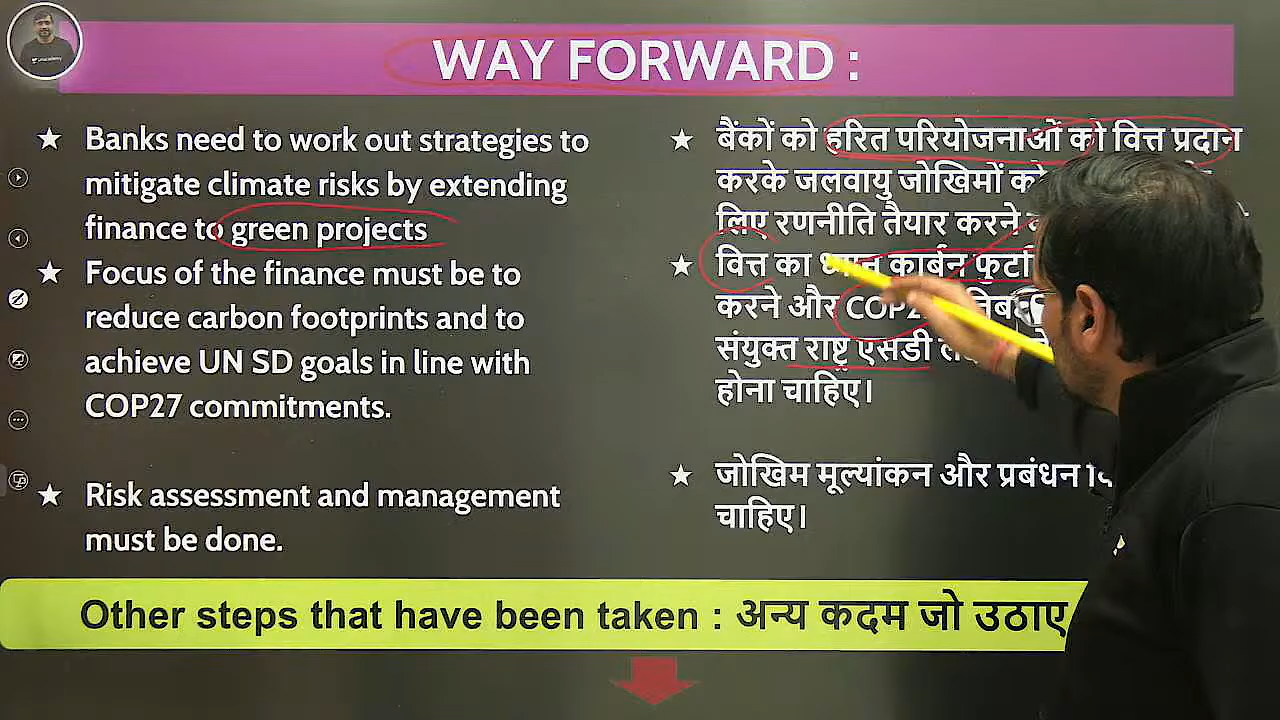 WAY FORWARD :
Banks need to work out strategies to
mitigate climate risks by extending
finance to green projects
Focus of the finance must be to
reduce carbon footprints and to
achieve UN SD goals in line with
COP27 commitments.
Risk assessment and management
must be done.
बैंकों को हरित परियोजनाओं को वित्त प्रदान
करके जलवायु जोखिमों को
लिए रणनीति तैयार करने
वित्त का कार्बन
करने और
संयुक्त राष्ट्र एसडी
होना चाहिए।
जोखिम मूल्यांकन और प्रबंधन
चाहिए।
Other steps that have been taken : अन्य कदम जो उठाए
unacademy